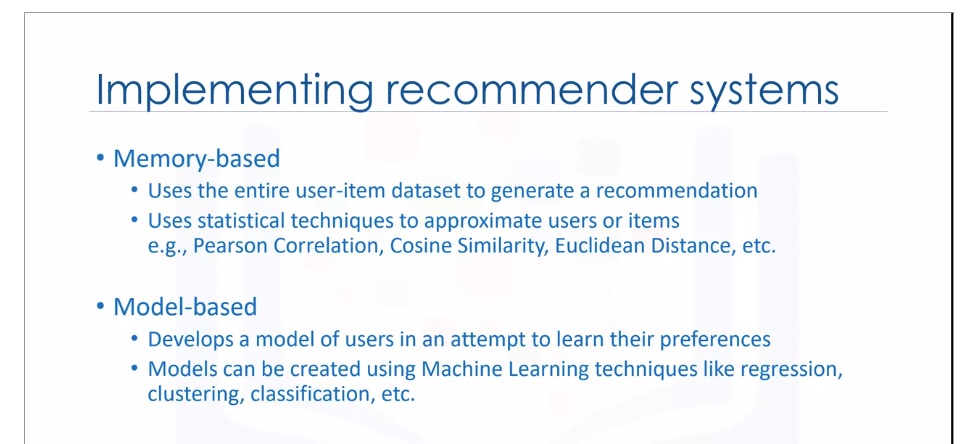 Implementing recommender systems
• Memory-based
• Uses the entire user-item dataset to generate a recommendation
• Uses statistical techniques to approximate users or items
e.g., Pearson Correlation, Cosine Similarity, Euclidean Distance, etc.
• Model-based
• Develops a model of users in an attempt to learn their preferences
• Models can be created using Machine Learning techniques like regression,
clustering, classification, etc.